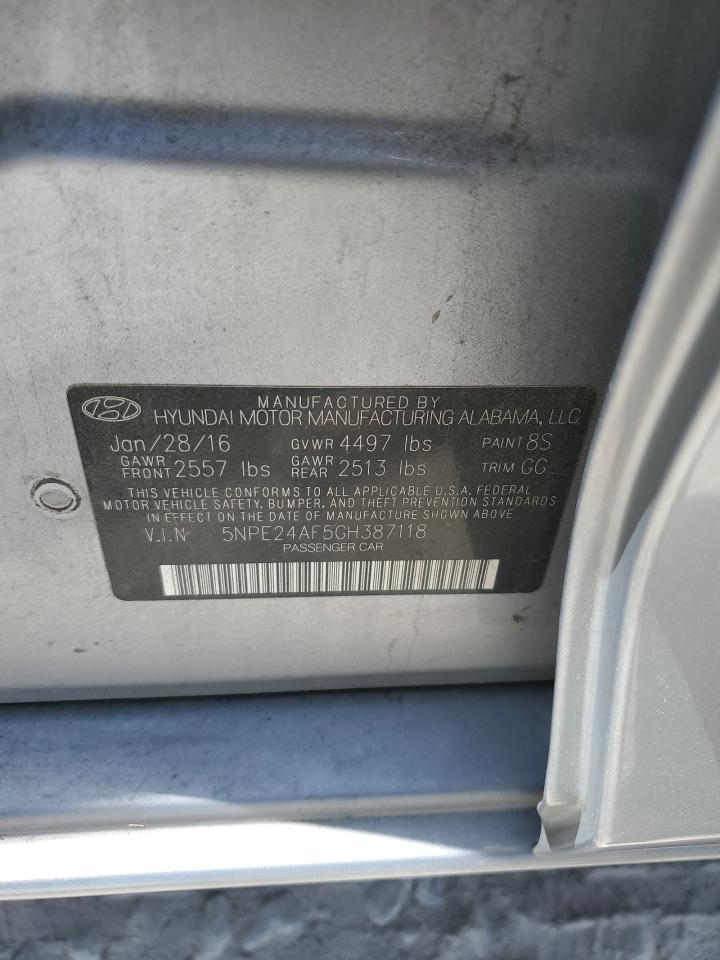 MANUFACTURED BY
HYUNDAI MOTOR MANUFACTURING ALABAMA, LLC
Jan/28/16 GVWR 4497 lbs PAINT 8S
GAWR FRONT 2557 lbs GAWR REAR 2513 lbs TRIM GG
THIS VEHICLE CONFORMS TO ALL APPLICABLE U.S.A. FEDERAL
MOTOR VEHICLE SAFETY, BUMPER, AND THEFT PREVENTION STANDARDS
IN EFFECT ON THE DATE OF MANUFACTURE SHOWN ABOVE.
V.I.N 5NPE24AF5GH387118
PASSENGER CAR